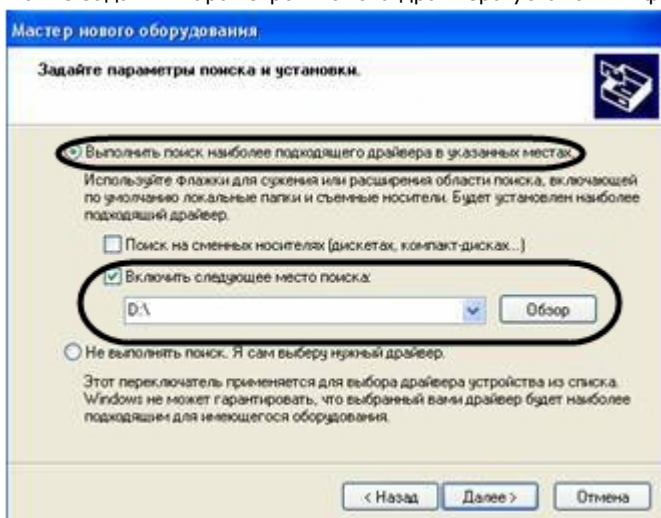 Мастер нового оборудования
Задайте параметры поиска и установки.
Выполнить поиск наиболее подходящего драйвера в указанных местах.
Используйте флажки для сужения или расширения области поиска, включающей
по умолчанию локальные папки и съемные носители. Будет установлен наиболее
подходящий драйвер.
Поиск на сменных носителях (дискетах, компакт-дисках...)
Включить следующее место поиска:
D:\
Обзор
Не выполнять поиск. Я сам выберу нужный драйвер.
Этот переключатель применяется для выбора драйвера устройства из списка.
Windows не может гарантировать, что выбранный вами драйвер будет наиболее
подходящим для имеющегося оборудования.
< Назад
Далее >
Отмена